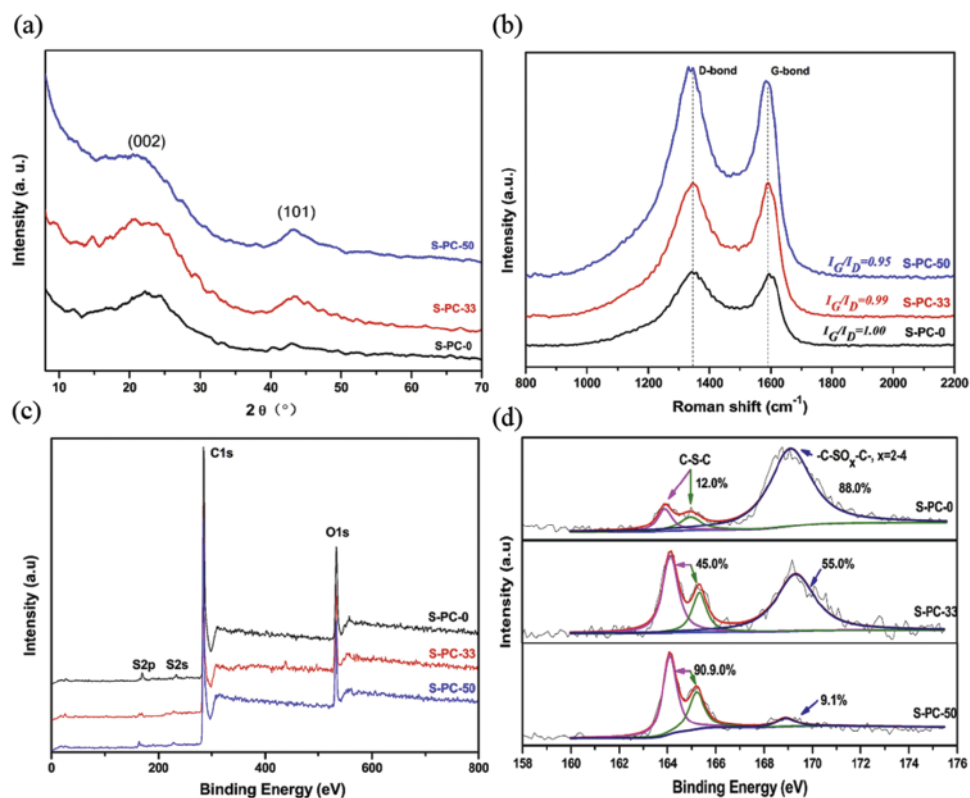 (a)
Intensity (a. u.)
(002)
(101)
S-PC-50
S-PC-33
S-PC-0
10 20 30 40 50 60 70
2 θ (°)
(b)
Intensity (a.u.)
D-bond
G-bond
I_G/I_D=0.95 S-PC-50
I_G/I_D=0.99 S-PC-33
I_G/I_D=1.00 S-PC-0
800 1000 1200 1400 1600 1800 2000 2200
Roman shift (cm⁻¹)
(c)
Intensity (a.u)
C1s
O1s
S2p S2s
S-PC-0
S-PC-33
S-PC-50
0 200 400 600 800
Binding Energy (eV)
(d)
Intensity (a.u)
C-S-C
-C-SOₓ-C-, x=2-4
12.0%
88.0%
S-PC-0
45.0%
55.0%
S-PC-33
90.9.0%
9.1%
S-PC-50
158 160 162 164 166 168 170 172 174 176
Binding Energy (eV)